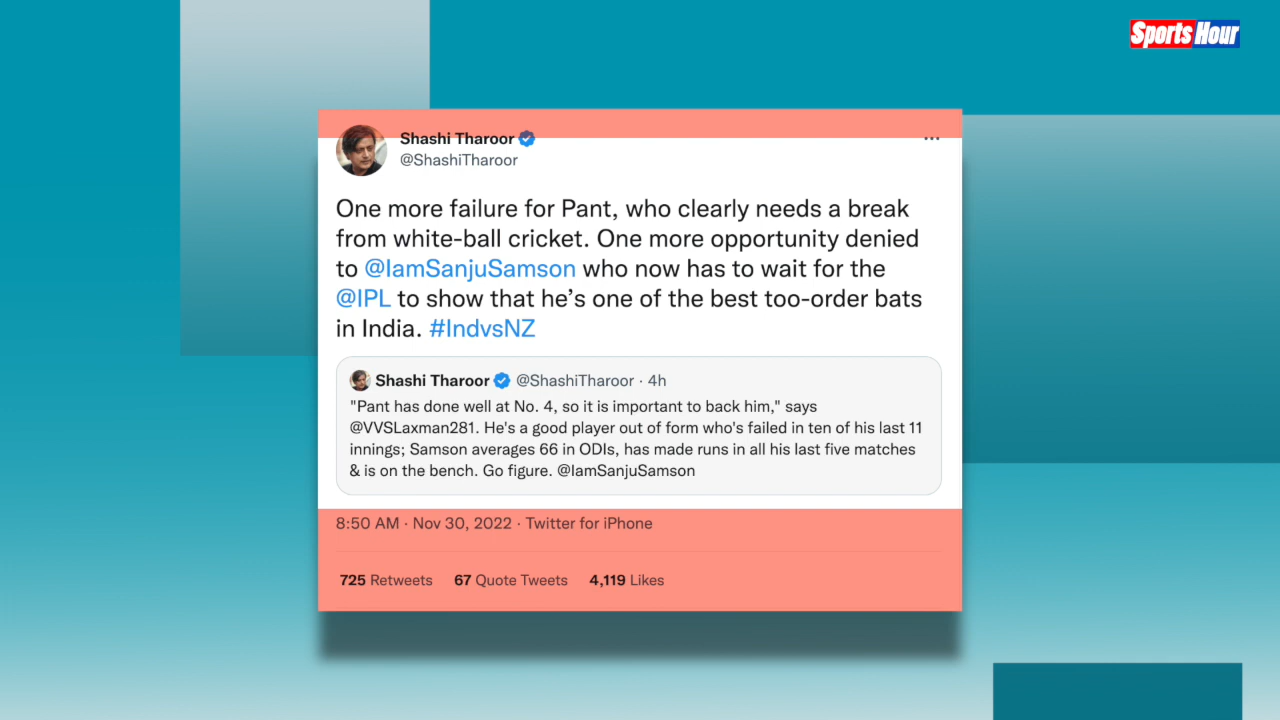 Sports Hour
Shashi Tharoor
@ShashiTharoor
One more failure for Pant, who clearly needs a break
from white-ball cricket. One more opportunity denied
to @IamSanjuSamson who now has to wait for the
@IPL to show that he’s one of the best too-order bats
in India. #IndvsNZ
Shashi Tharoor @ShashiTharoor · 4h
"Pant has done well at No. 4, so it is important to back him," says
@VVSLaxman281. He's a good player out of form who's failed in ten of his last 11
innings; Samson averages 66 in ODIs, has made runs in all his last five matches
& is on the bench. Go figure. @IamSanjuSamson
8:50 AM · Nov 30, 2022 · Twitter for iPhone
725 Retweets 67 Quote Tweets 4,119 Likes